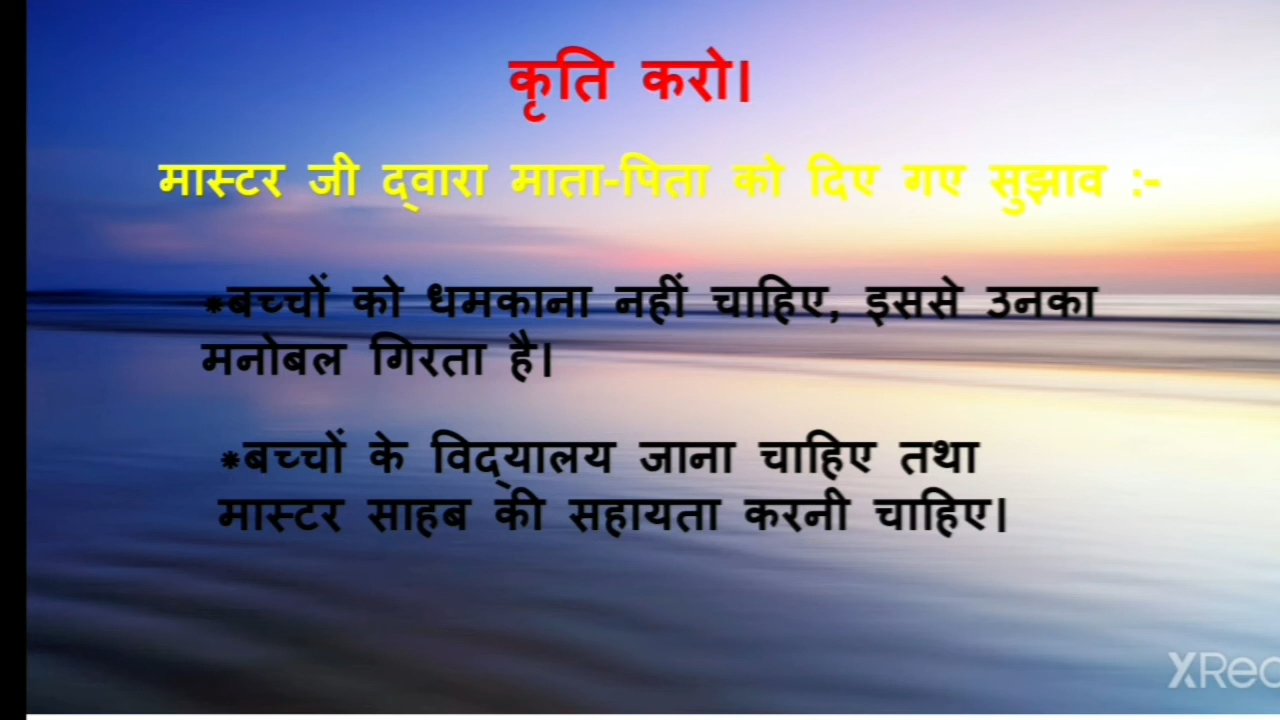 कृति करो।
मास्टर जी द्‌वारा माता-पिता को दिए गए सुझाव :-
*बच्चों को धमकाना नहीं चाहिए, इससे उनका
मनोबल गिरता है।
*बच्चों के विद्‌यालय जाना चाहिए तथा
मास्टर साहब की सहायता करनी चाहिए।
XRec